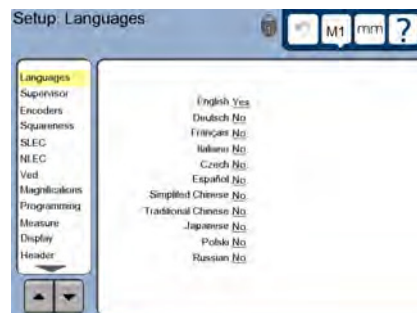 Setup: Languages
M1
mm
?
Languages
Supervisor
Encoders
Squareness
SLEC
NLEC
Ved
Magnifications
Programming
Measure
Display
Header
English Yes
Deutsch No
Français No
Italiano No
Czech No
Español No
Simplifed Chinese No
Traditional Chinese No
Japanese No
Polski No
Russian No